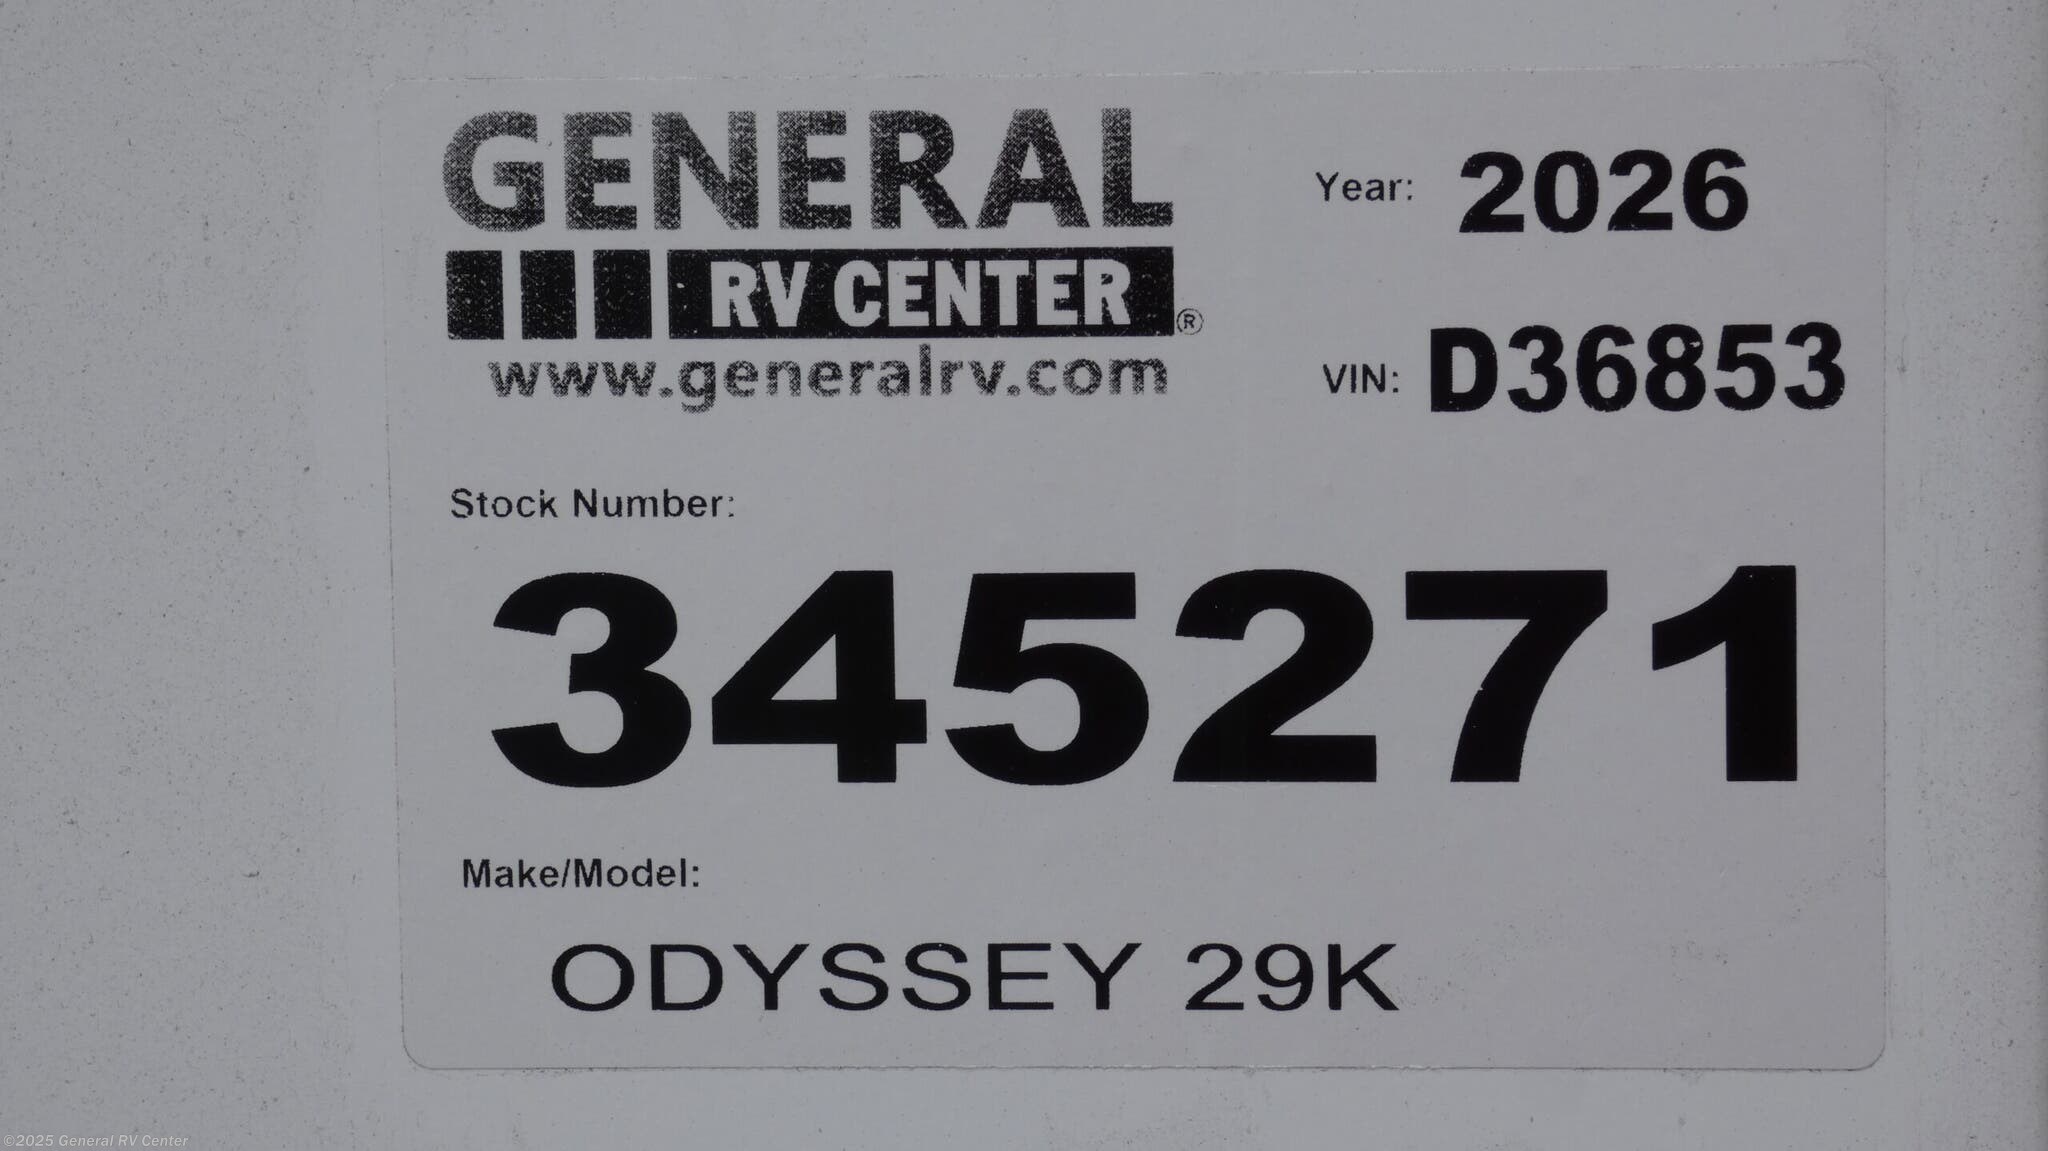 GENERAL
RV CENTER®
www.generalrv.com
Year: 2026
VIN: D36853
Stock Number:
345271
Make/Model:
ODYSSEY 29K
©2025 General RV Center